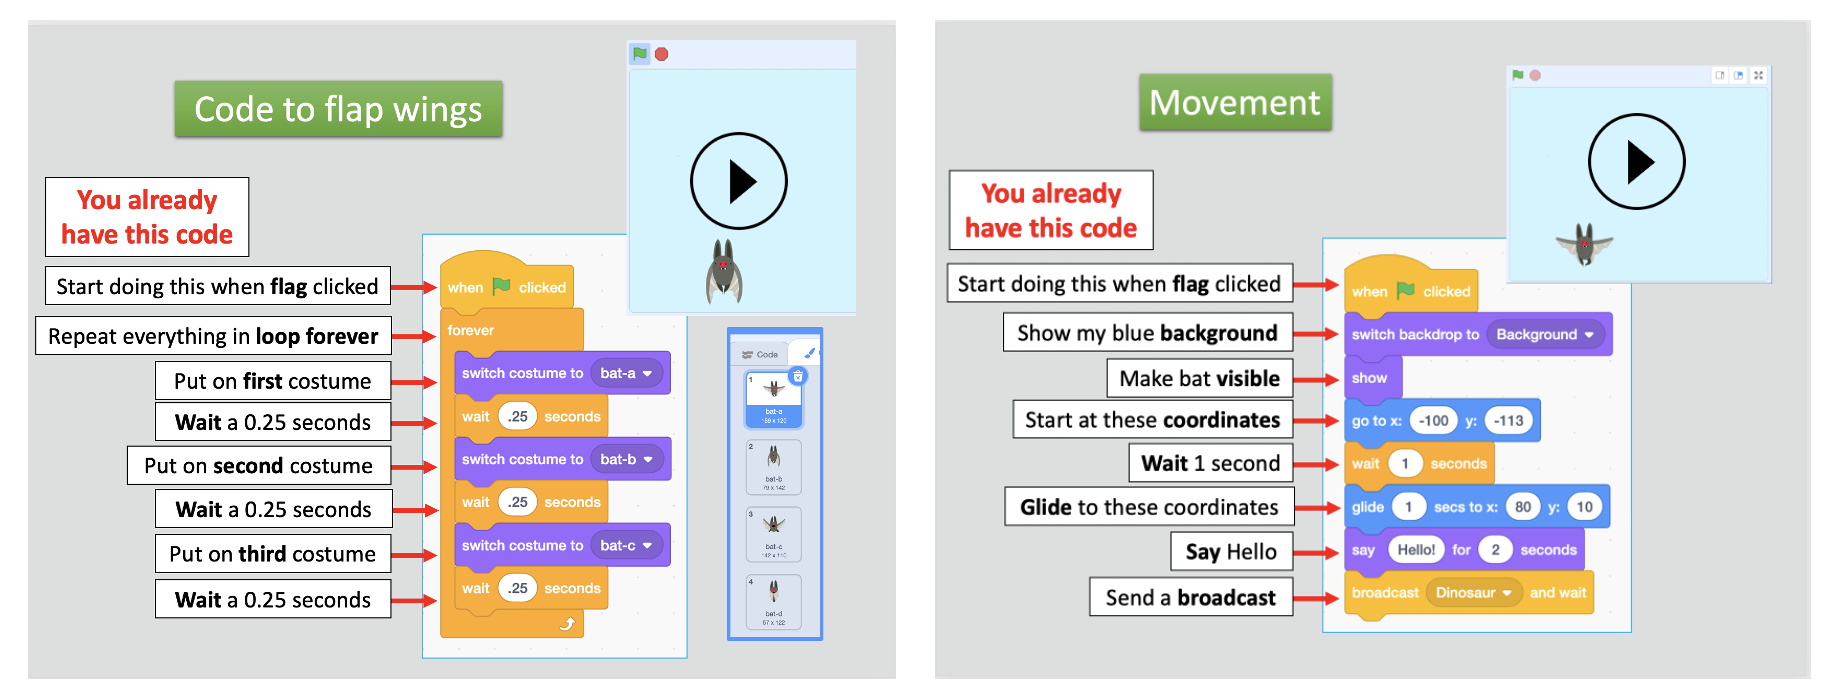 Code to flap wings
You already
have this code
Start doing this when flag clicked
Repeat everything in loop forever
Put on first costume
Wait a 0.25 seconds
Put on second costume
Wait a 0.25 seconds
Put on third costume
Wait a 0.25 seconds
when clicked
forever
switch costume to bat-a
wait .25 seconds
switch costume to bat-b
wait .25 seconds
switch costume to bat-c
wait .25 seconds
Code
1
bat-a
159 x 120
2
bat-b
79 x 142
3
bat-c
142 x 110
4
bat-d
57 x 122
Movement
You already
have this code
Start doing this when flag clicked
Show my blue background
Make bat visible
Start at these coordinates
Wait 1 second
Glide to these coordinates
Say Hello
Send a broadcast
when clicked
switch backdrop to Background
show
go to x: -100 y: -113
wait 1 seconds
glide 1 secs to x: 80 y: 10
say Hello! for 2 seconds
broadcast Dinosaur and wait